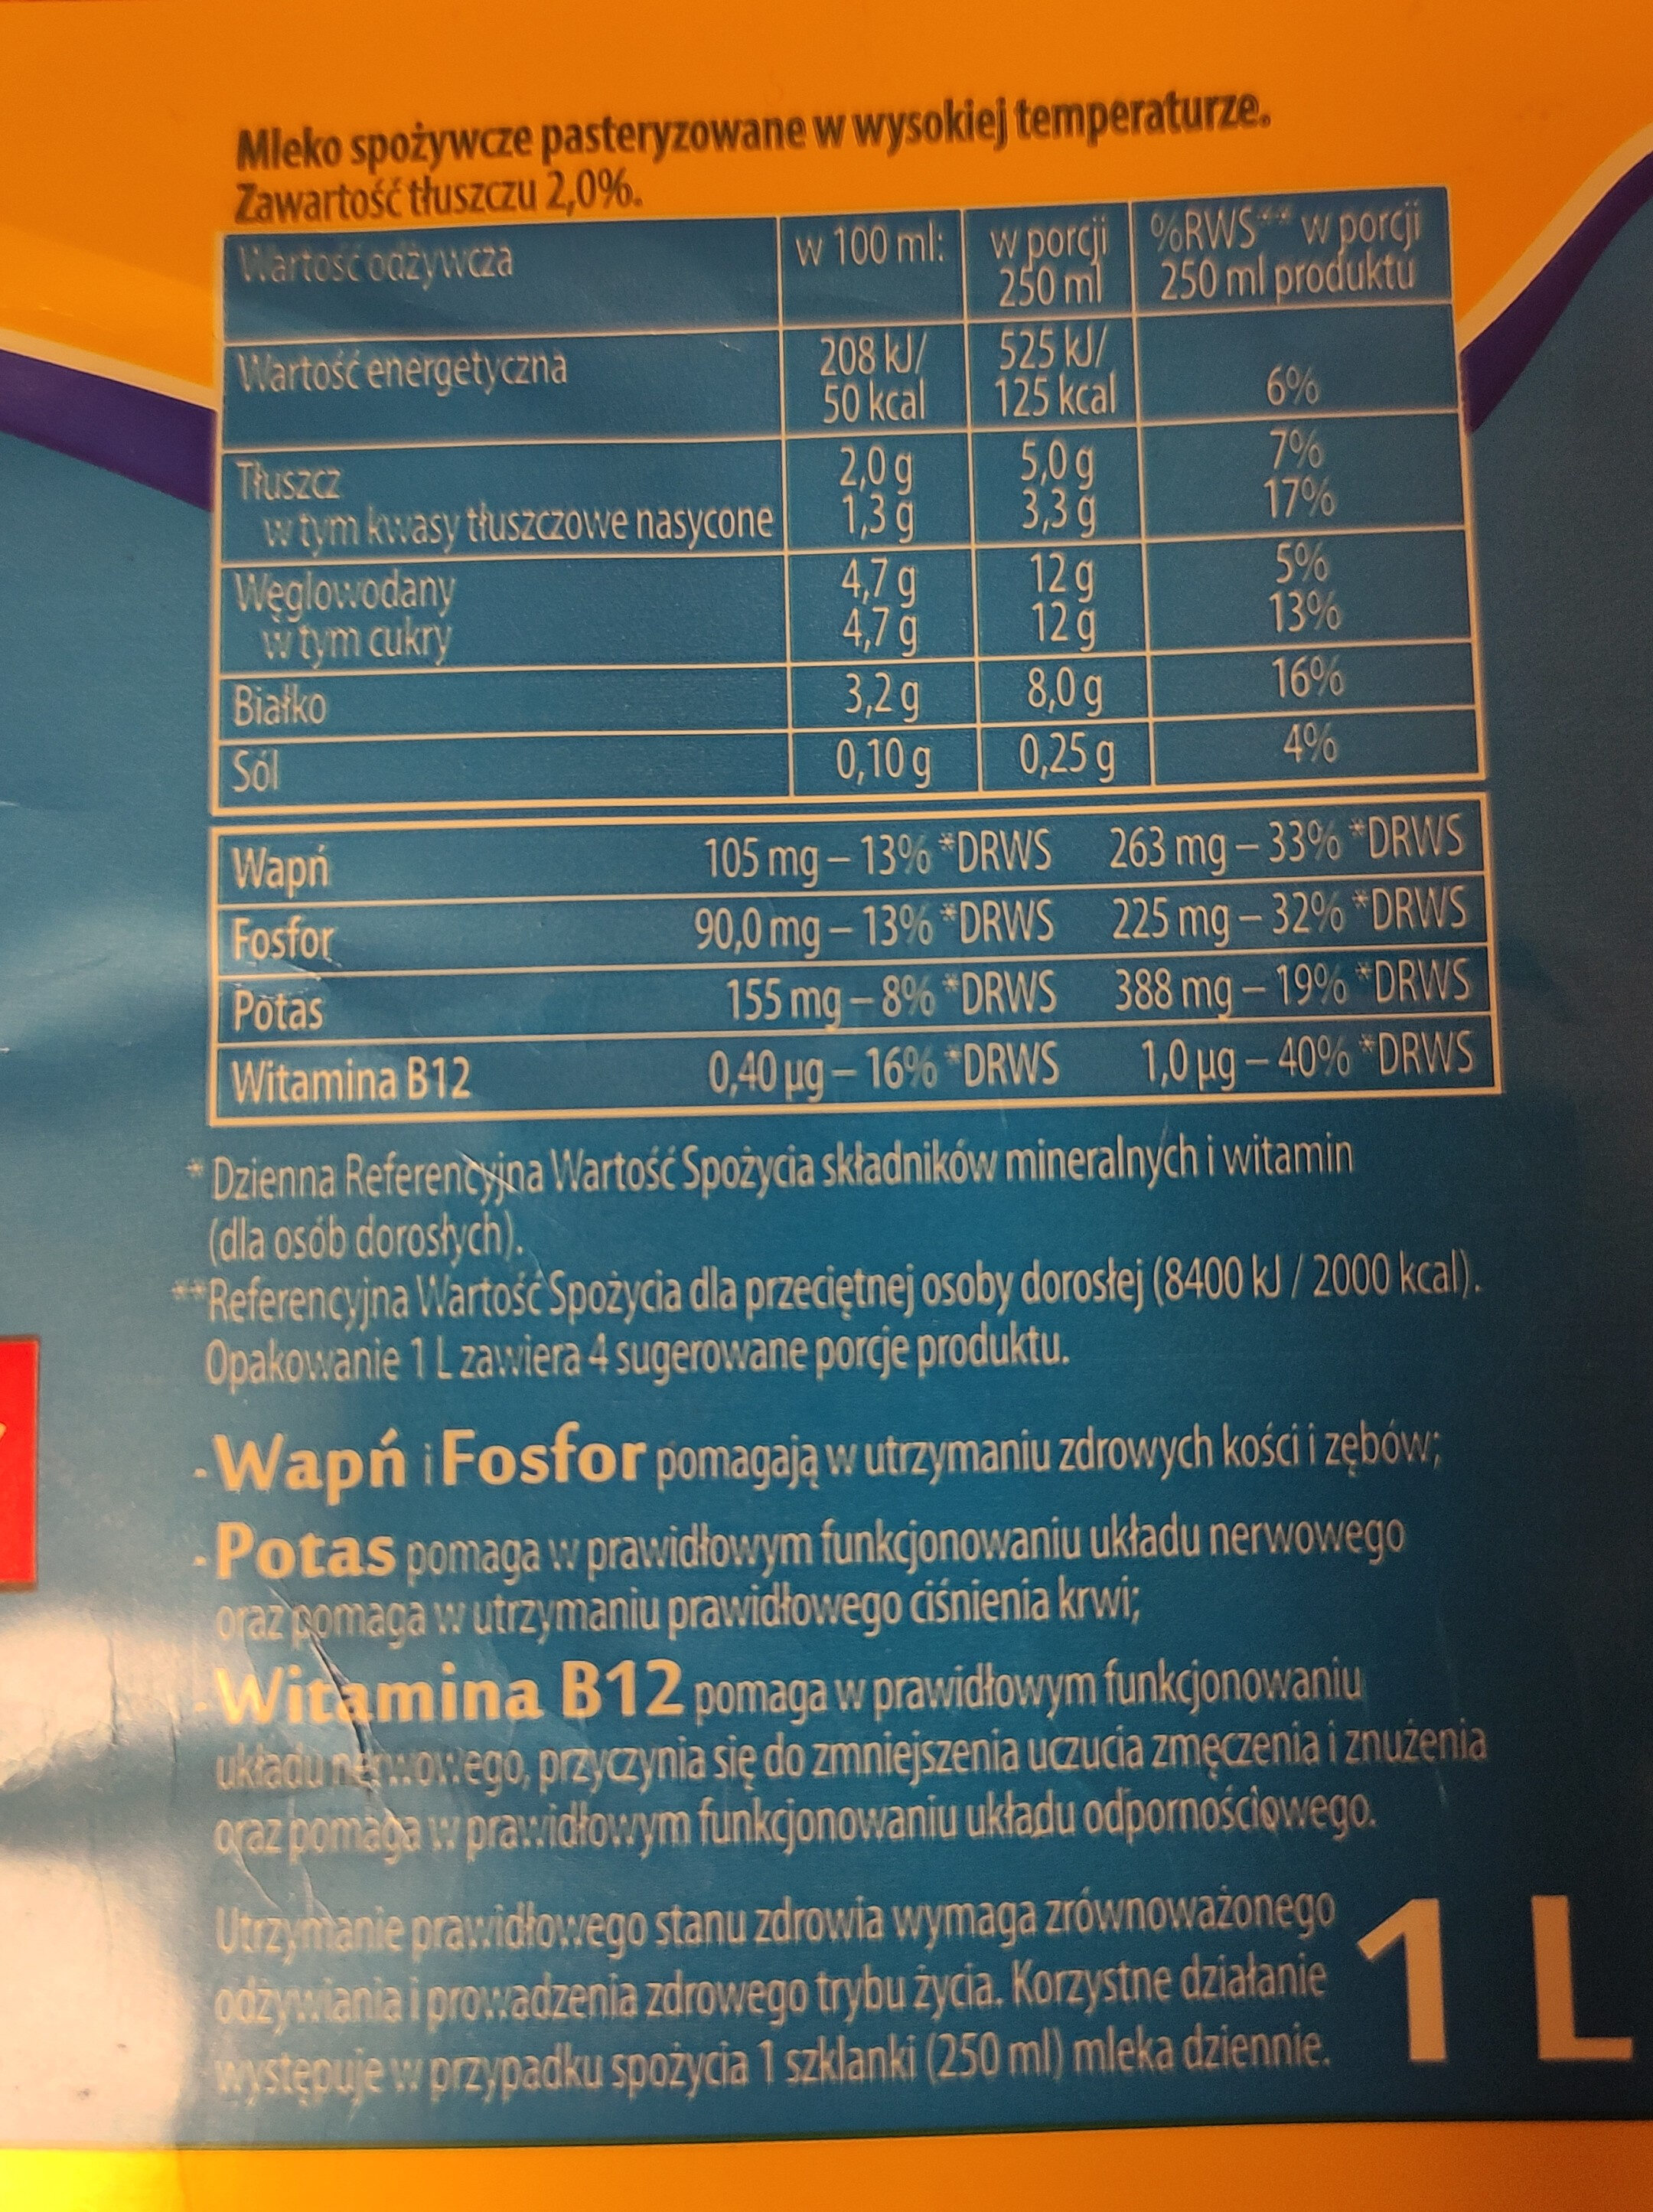 Mleko spożywcze pasteryzowane w wysokiej temperaturze.
Zawartość tłuszczu 2,0%.
Wartość odżywcza w 100 ml: w porcji 250 ml %RWS** w porcji 250 ml produktu
Wartość energetyczna 208 kJ/ 50 kcal 525 kJ/ 125 kcal 6%
Tłuszcz 2,0 g 5,0 g 7%
w tym kwasy tłuszczowe nasycone 1,3 g 3,3 g 17%
Węglowodany 4,7 g 12 g 5%
w tym cukry 4,7 g 12 g 13%
Białko 3,2 g 8,0 g 16%
Sól 0,10 g 0,25 g 4%
Wapń 105 mg – 13% *DRWS 263 mg – 33% *DRWS
Fosfor 90,0 mg – 13% *DRWS 225 mg – 32% *DRWS
Potas 155 mg – 8% *DRWS 388 mg – 19% *DRWS
Witamina B12 0,40 µg – 16% *DRWS 1,0 µg – 40% *DRWS
* Dzienna Referencyjna Wartość Spożycia składników mineralnych i witamin
(dla osób dorosłych).
**Referencyjna Wartość Spożycia dla przeciętnej osoby dorosłej (8400 kJ / 2000 kcal).
Opakowanie 1 L zawiera 4 sugerowane porcje produktu.
- Wapń i Fosfor pomagają w utrzymaniu zdrowych kości i zębów;
- Potas pomaga w prawidłowym funkcjonowaniu układu nerwowego
oraz pomaga w utrzymaniu prawidłowego ciśnienia krwi;
- Witamina B12 pomaga w prawidłowym funkcjonowaniu
układu nerwowego, przyczynia się do zmniejszenia uczucia zmęczenia i znużenia
oraz pomaga w prawidłowym funkcjonowaniu układu odpornościowego.
Utrzymanie prawidłowego stanu zdrowia wymaga zrównoważonego
odżywiania i prowadzenia zdrowego trybu życia. Korzystne działanie
występuje w przypadku spożycia 1 szklanki (250 ml) mleka dziennie.
1 L